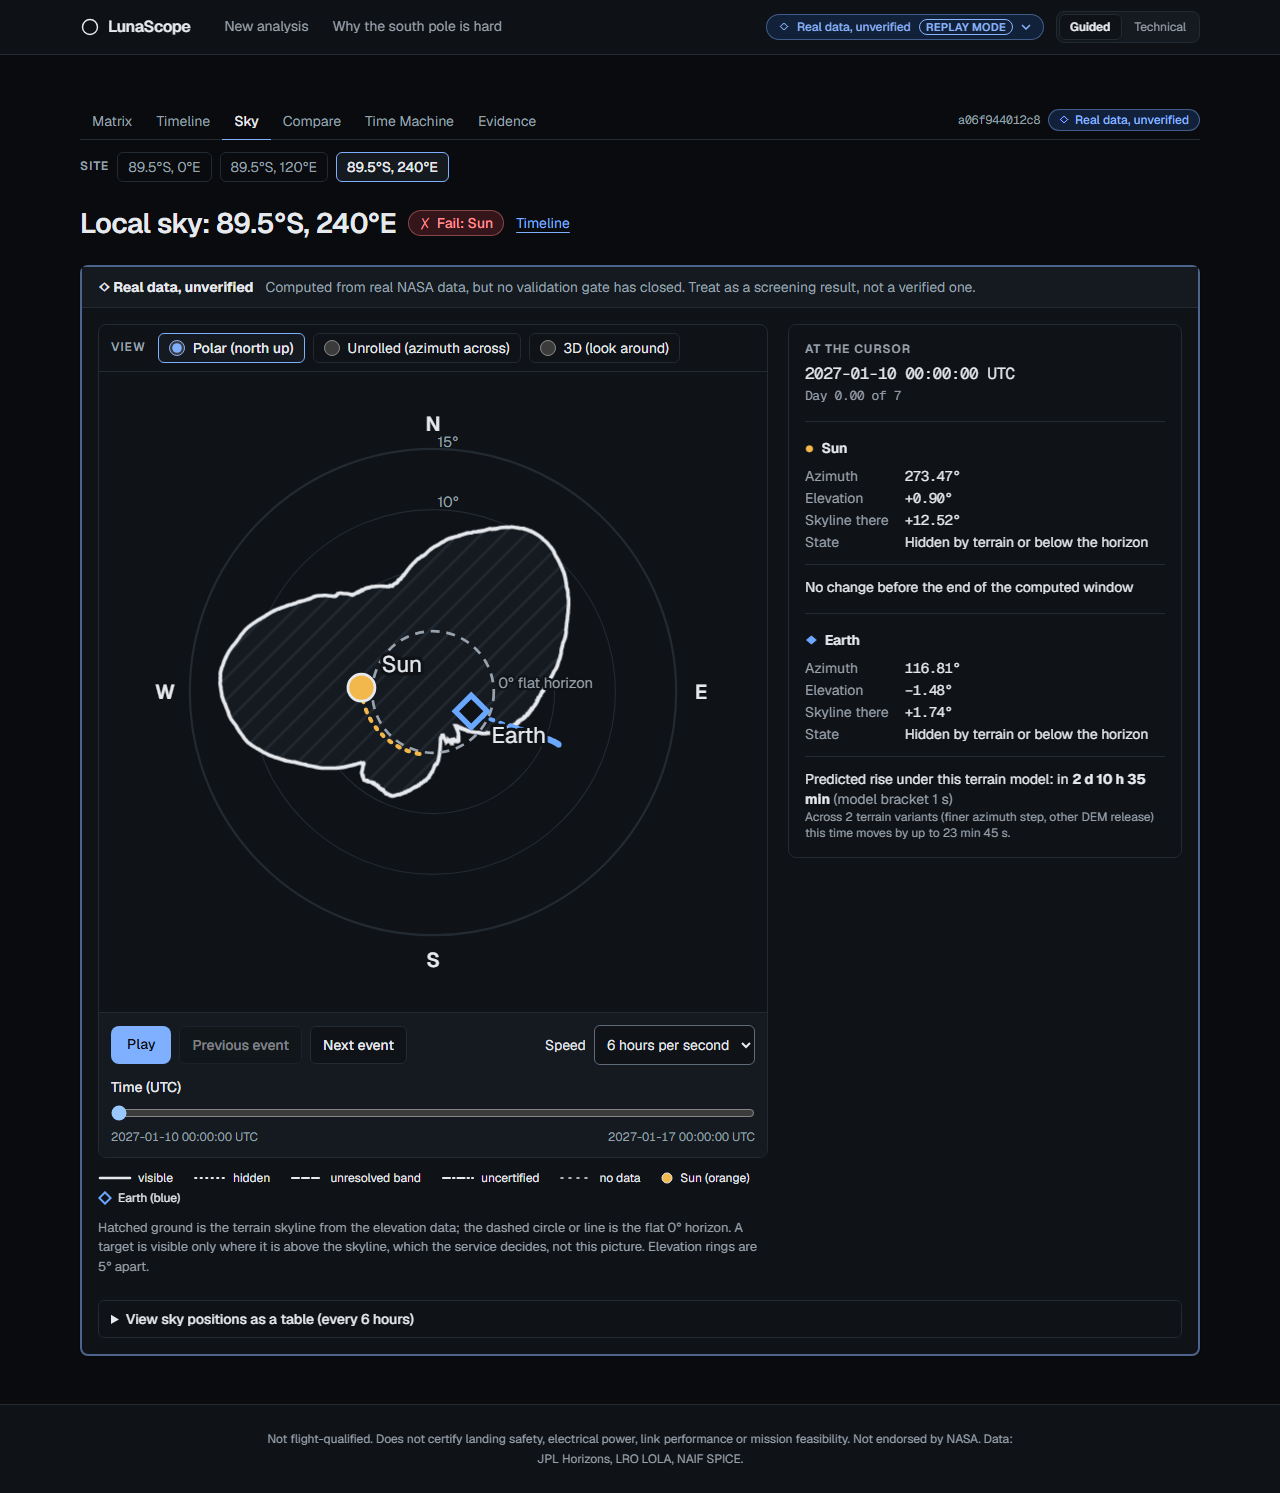 LunaScope
New analysis
Why the south pole is hard
Real data, unverified REPLAY MODE
Guided
Technical
Matrix
Timeline
Sky
Compare
Time Machine
Evidence
a06f944012c8
Real data, unverified
SITE
89.5°S, 0°E
89.5°S, 120°E
89.5°S, 240°E
Local sky: 89.5°S, 240°E
✗ Fail: Sun
Timeline
Real data, unverified Computed from real NASA data, but no validation gate has closed. Treat as a screening result, not a verified one.
VIEW
Polar (north up)
Unrolled (azimuth across)
3D (look around)
N
15°
10°
Sun
0° flat horizon
W
E
Earth
S
Play
Previous event
Next event
Speed
6 hours per second
Time (UTC)
2027-01-10 00:00:00 UTC
2027-01-17 00:00:00 UTC
visible
hidden
unresolved band
uncertified
no data
Sun (orange)
Earth (blue)
Hatched ground is the terrain skyline from the elevation data; the dashed circle or line is the flat 0° horizon. A
target is visible only where it is above the skyline, which the service decides, not this picture. Elevation rings are
5° apart.
AT THE CURSOR
2027-01-10 00:00:00 UTC
Day 0.00 of 7
Sun
Azimuth 273.47°
Elevation +0.90°
Skyline there +12.52°
State Hidden by terrain or below the horizon
No change before the end of the computed window
Earth
Azimuth 116.81°
Elevation −1.48°
Skyline there +1.74°
State Hidden by terrain or below the horizon
Predicted rise under this terrain model: in 2 d 10 h 35
min (model bracket 1 s)
Across 2 terrain variants (finer azimuth step, other DEM release)
this time moves by up to 23 min 45 s.
▶ View sky positions as a table (every 6 hours)
Not flight-qualified. Does not certify landing safety, electrical power, link performance or mission feasibility. Not endorsed by NASA. Data:
JPL Horizons, LRO LOLA, NAIF SPICE.